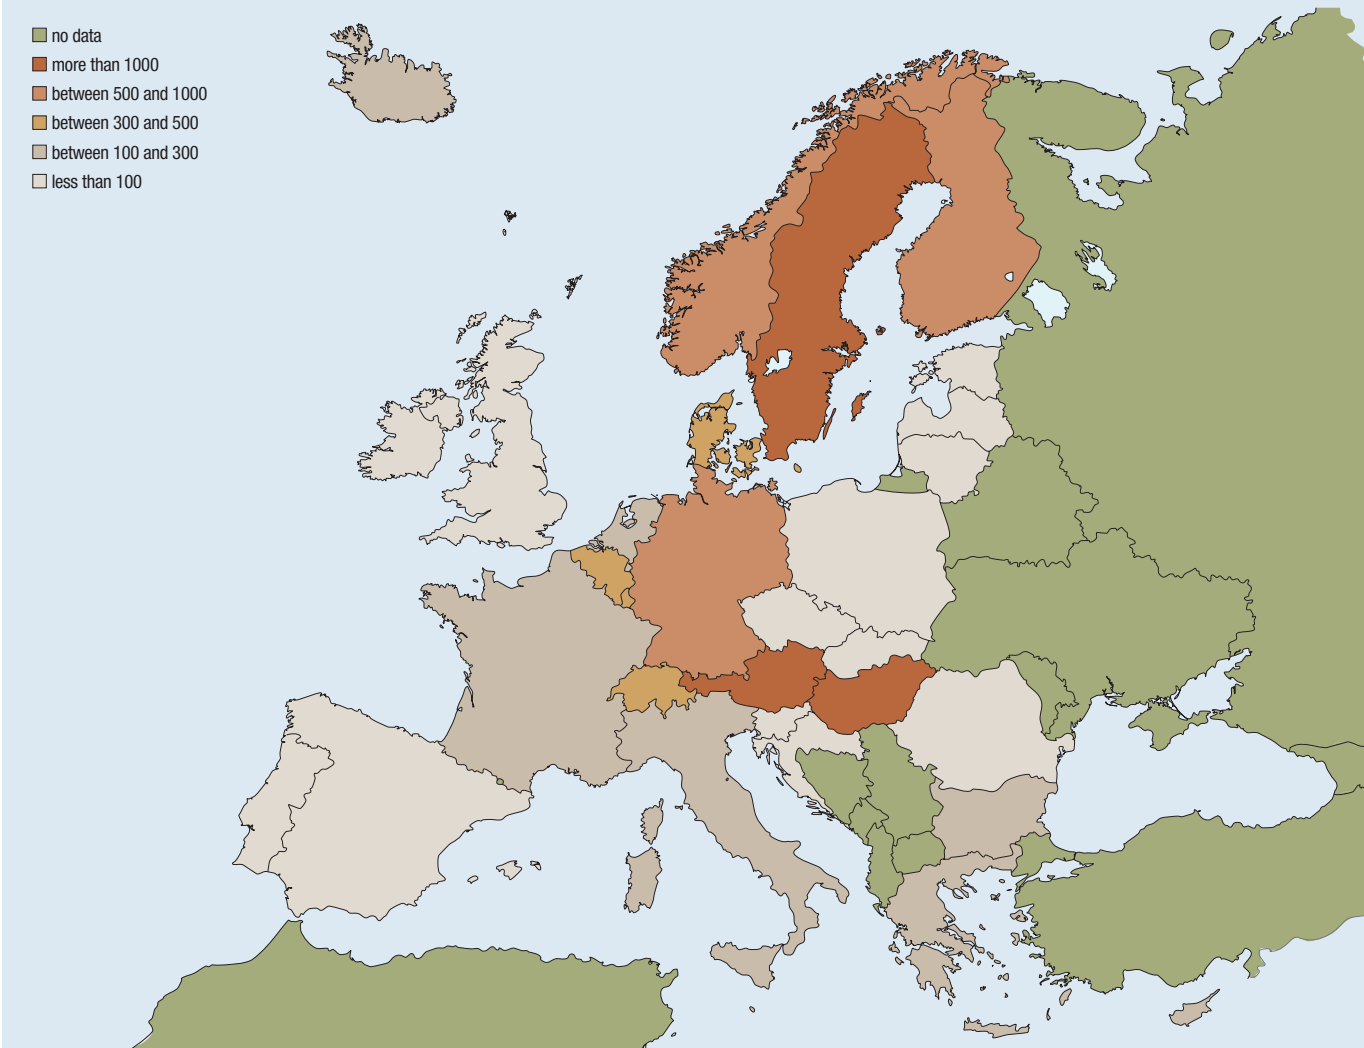 no data
more than 1000
between 500 and 1000
between 300 and 500
between 100 and 300
less than 100